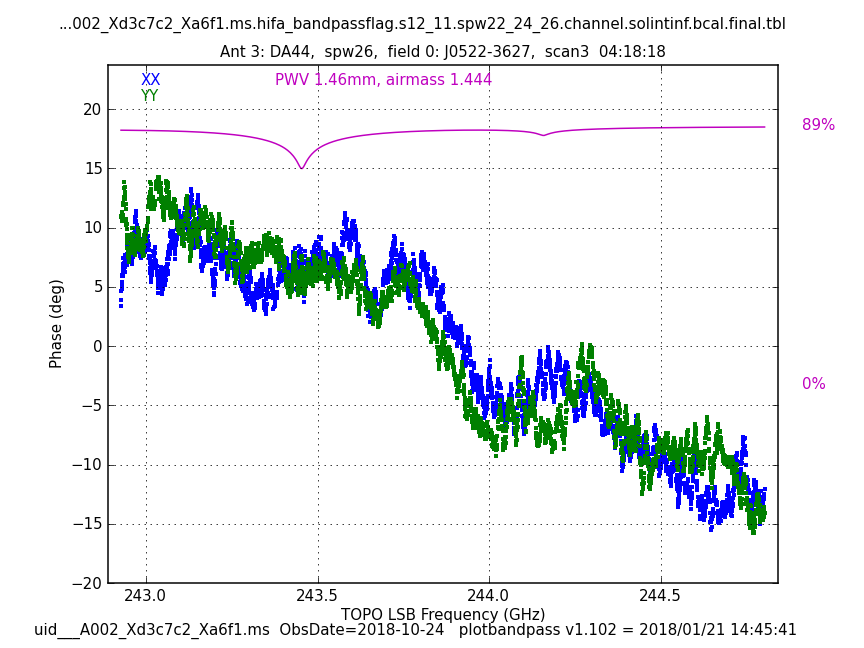 ...002_Xd3c7c2_Xa6f1.ms.hifa_bandpassflag.s12_11.spw22_24_26.channel.solintinf.bcal.final.tbl
Ant 3: DA44,  spw26,  field 0: J0522-3627,  scan3  04:18:18
XX
YY
PWV 1.46mm, airmass 1.444
89%
0%
20
15
10
5
0
−5
−10
−15
−20
Phase (deg)
243.0 243.5 244.0 244.5
TOPO LSB Frequency (GHz)
uid___A002_Xd3c7c2_Xa6f1.ms  ObsDate=2018-10-24   plotbandpass v1.102 = 2018/01/21 14:45:41